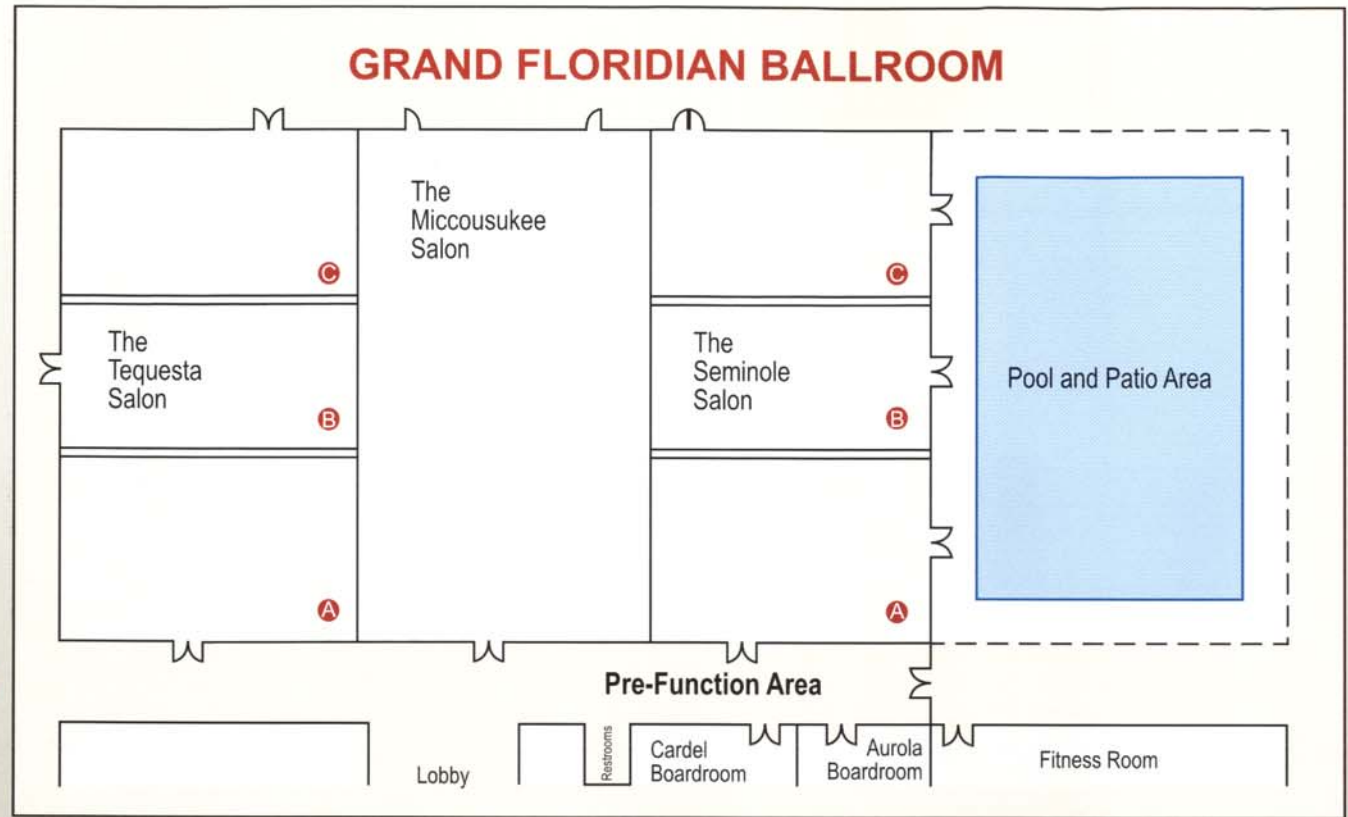 GRAND FLORIDIAN BALLROOM
The
Miccousukee
Salon
C
C
The
Tequesta
Salon
B
The
Seminole
Salon
B
Pool and Patio Area
A
A
Pre-Function Area
Lobby
Restrooms
Cardel
Boardroom
Aurola
Boardroom
Fitness Room